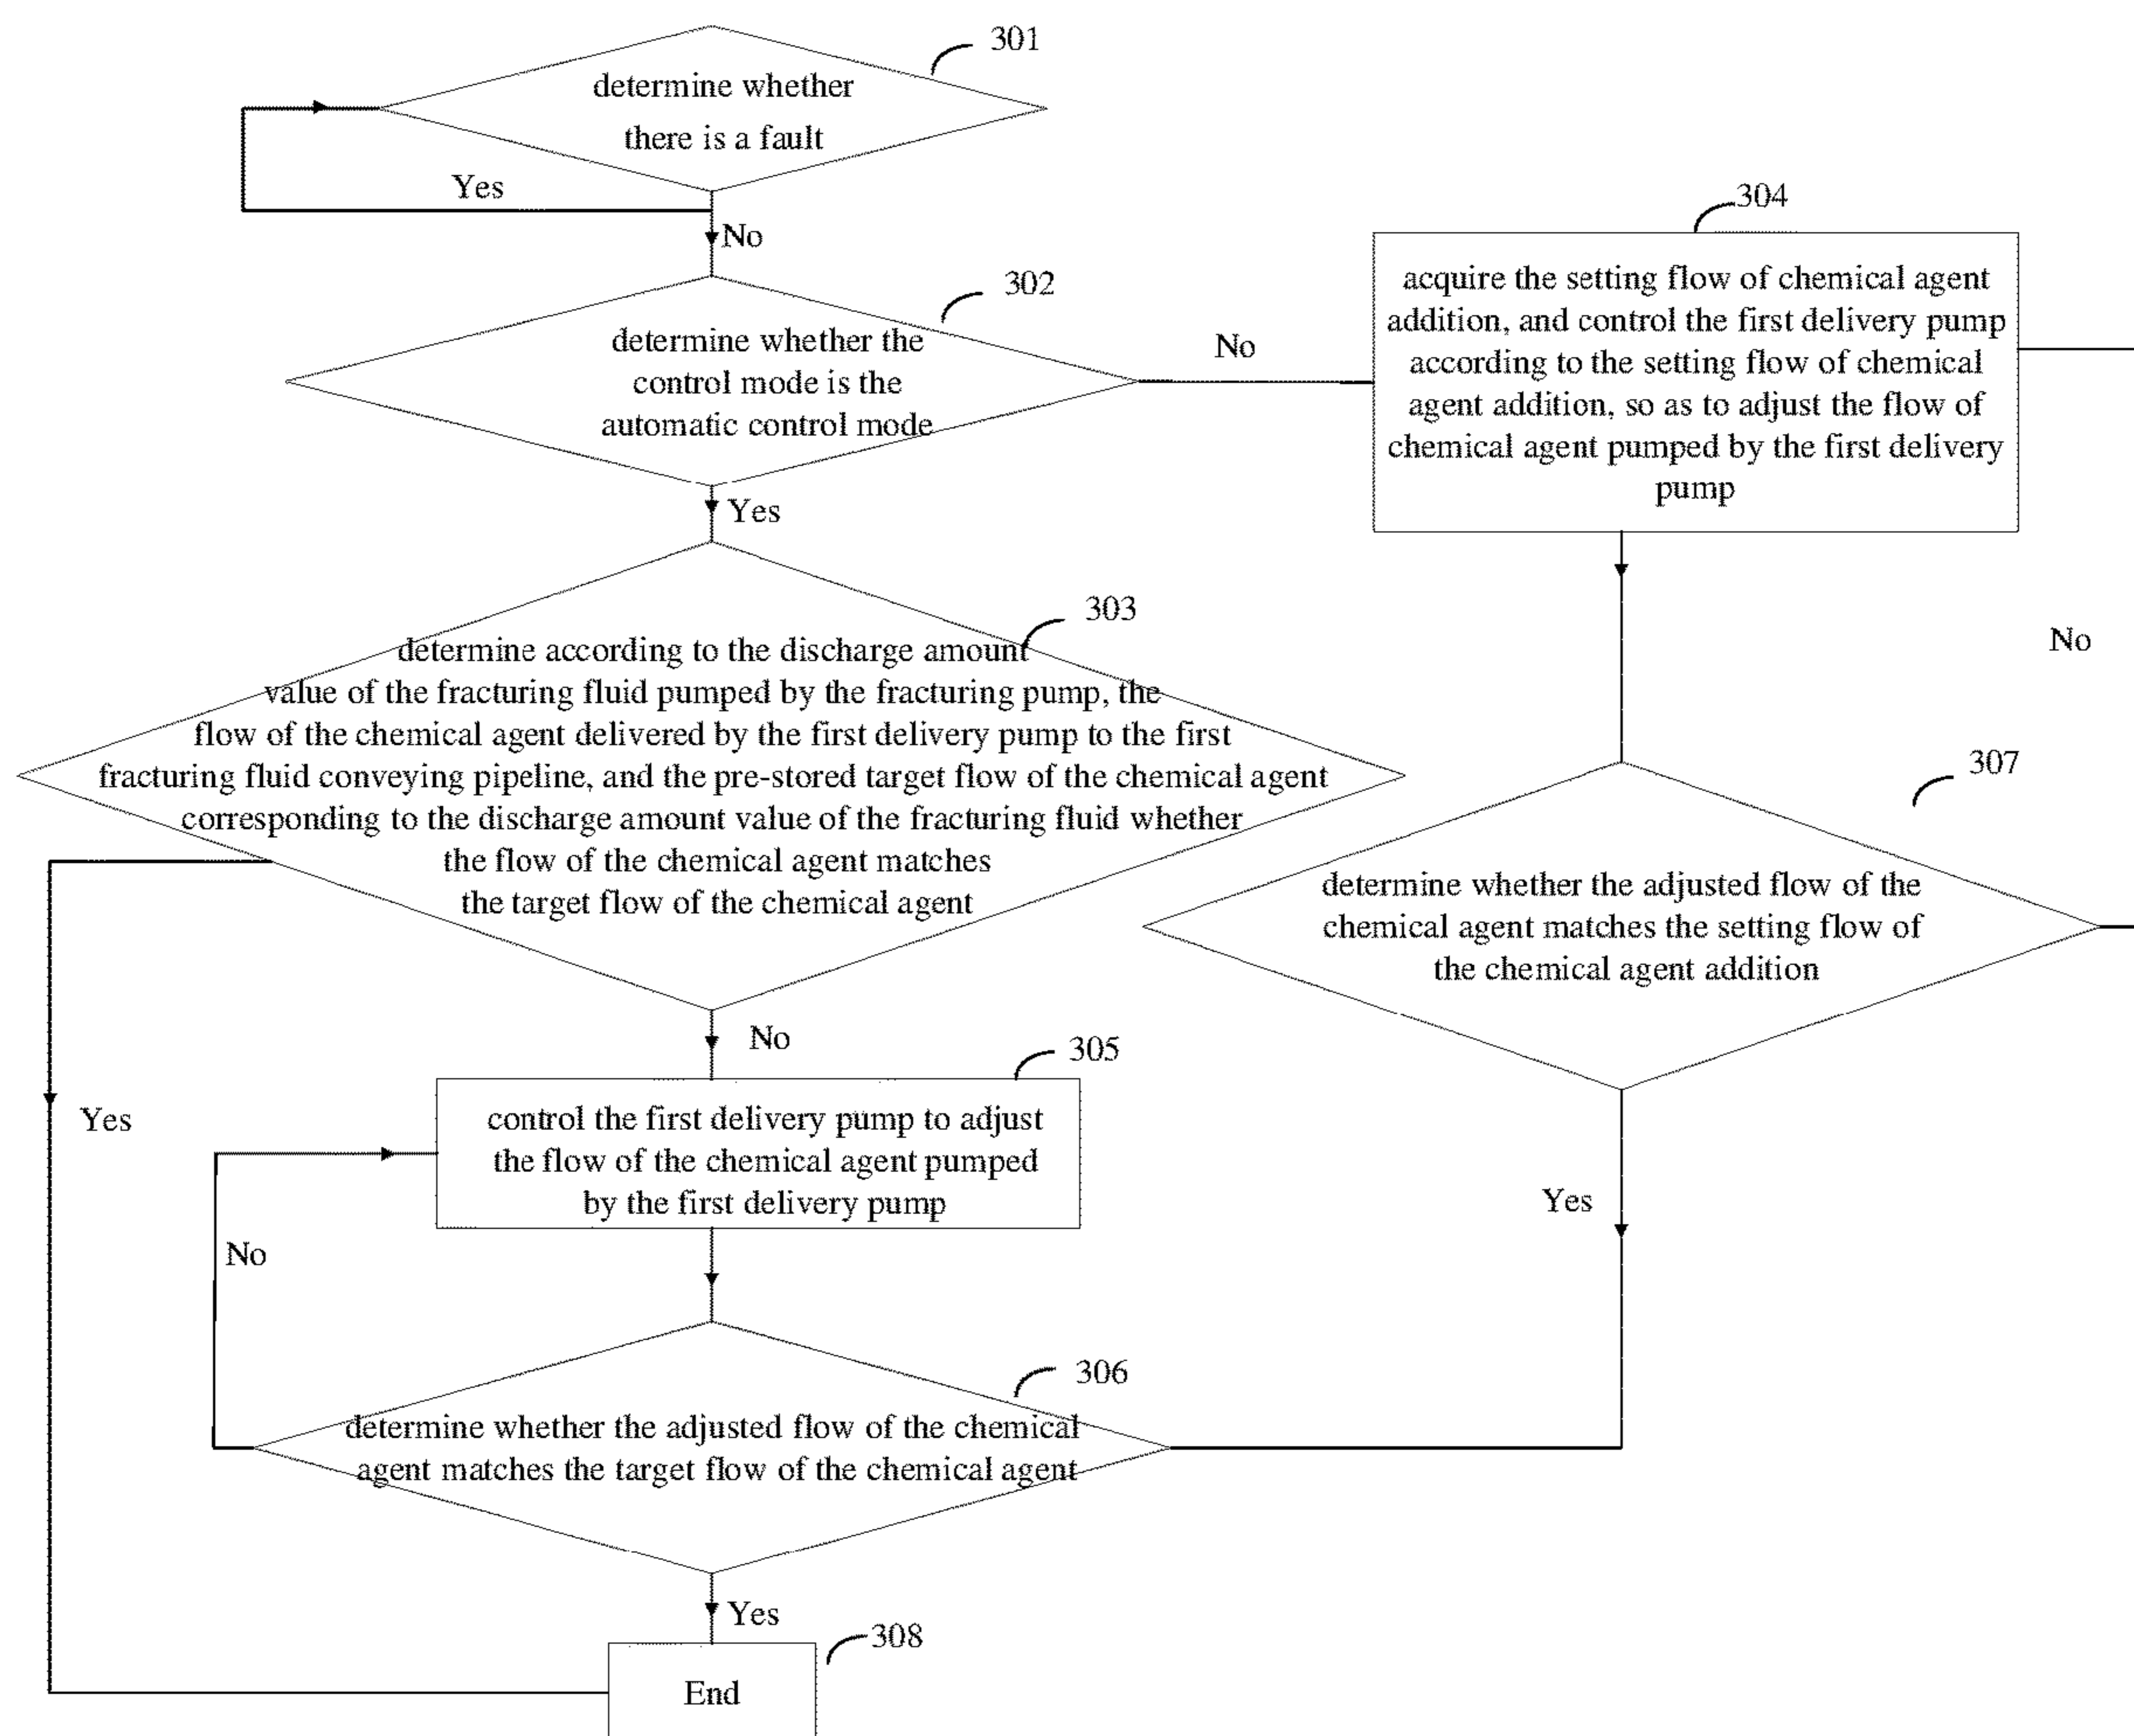 301
determine whether
there is a fault
Yes
No
302
determine whether the
control mode is the
automatic control mode
No
304
acquire the setting flow of chemical agent
addition, and control the first delivery pump
according to the setting flow of chemical
agent addition, so as to adjust the flow of
chemical agent pumped by the first delivery
pump
Yes
303
determine according to the discharge amount
value of the fracturing fluid pumped by the fracturing pump, the
flow of the chemical agent delivered by the first delivery pump to the first
fracturing fluid conveying pipeline, and the pre-stored target flow of the chemical agent
corresponding to the discharge amount value of the fracturing fluid whether
the flow of the chemical agent matches
the target flow of the chemical agent
No
307
determine whether the adjusted flow of the
chemical agent matches the setting flow of
the chemical agent addition
No
305
Yes
control the first delivery pump to adjust
the flow of the chemical agent pumped
by the first delivery pump
Yes
No
306
determine whether the adjusted flow of the chemical
agent matches the target flow of the chemical agent
Yes
308
End